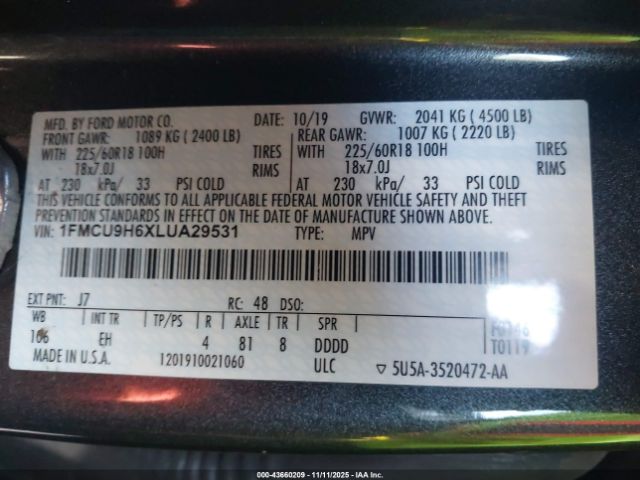 MFD. BY FORD MOTOR CO. DATE: 10/19 GVWR: 2041 KG ( 4500 LB)
FRONT GAWR: 1089 KG ( 2400 LB) REAR GAWR: 1007 KG ( 2220 LB)
WITH 225/60R18 100H TIRES WITH 225/60R18 100H TIRES
18x7.0J RIMS 18x7.0J RIMS
AT 230 kPa/ 33 PSI COLD AT 230 kPa/ 33 PSI COLD
THIS VEHICLE CONFORMS TO ALL APPLICABLE FEDERAL MOTOR VEHICLE SAFETY AND THEFT
PREVENTION STANDARDS IN EFFECT ON THE DATE OF MANUFACTURE SHOWN ABOVE.
VIN: 1FMCU9H6XLUA29531 TYPE: MPV
EXT PNT: J7 RC: 48 DSO:
WB INT TR TP/PS R AXLE TR SPR
106 EH 4 81 8 DDDD
T0119
MADE IN U.S.A. 1201910021060 ULC ▽ 5U5A-3520472-AA
000-43660209 - 11/11/2025 - IAA Inc.